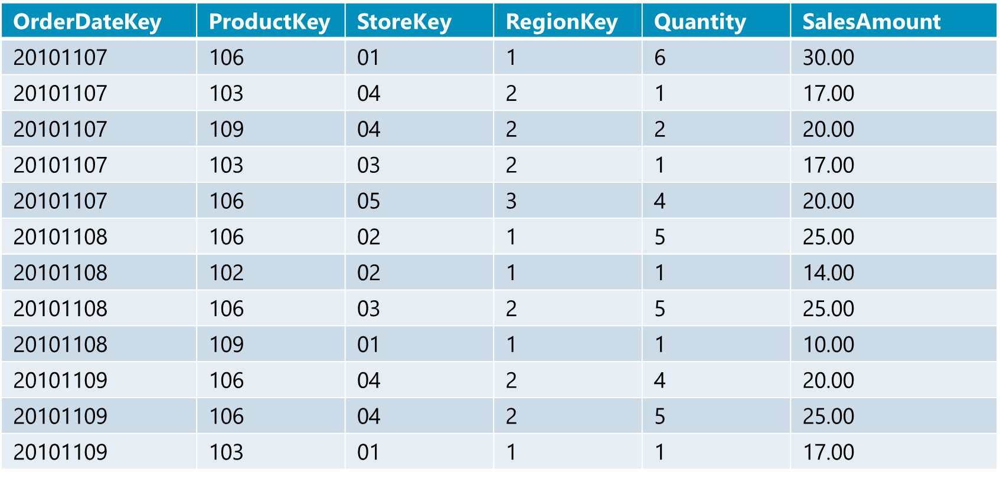 OrderDateKey ProductKey StoreKey RegionKey Quantity SalesAmount
20101107 106 01 1 6 30.00
20101107 103 04 2 1 17.00
20101107 109 04 2 2 20.00
20101107 103 03 2 1 17.00
20101107 106 05 3 4 20.00
20101108 106 02 1 5 25.00
20101108 102 02 1 1 14.00
20101108 106 03 2 5 25.00
20101108 109 01 1 1 10.00
20101109 106 04 2 4 20.00
20101109 106 04 2 5 25.00
20101109 103 01 1 1 17.00